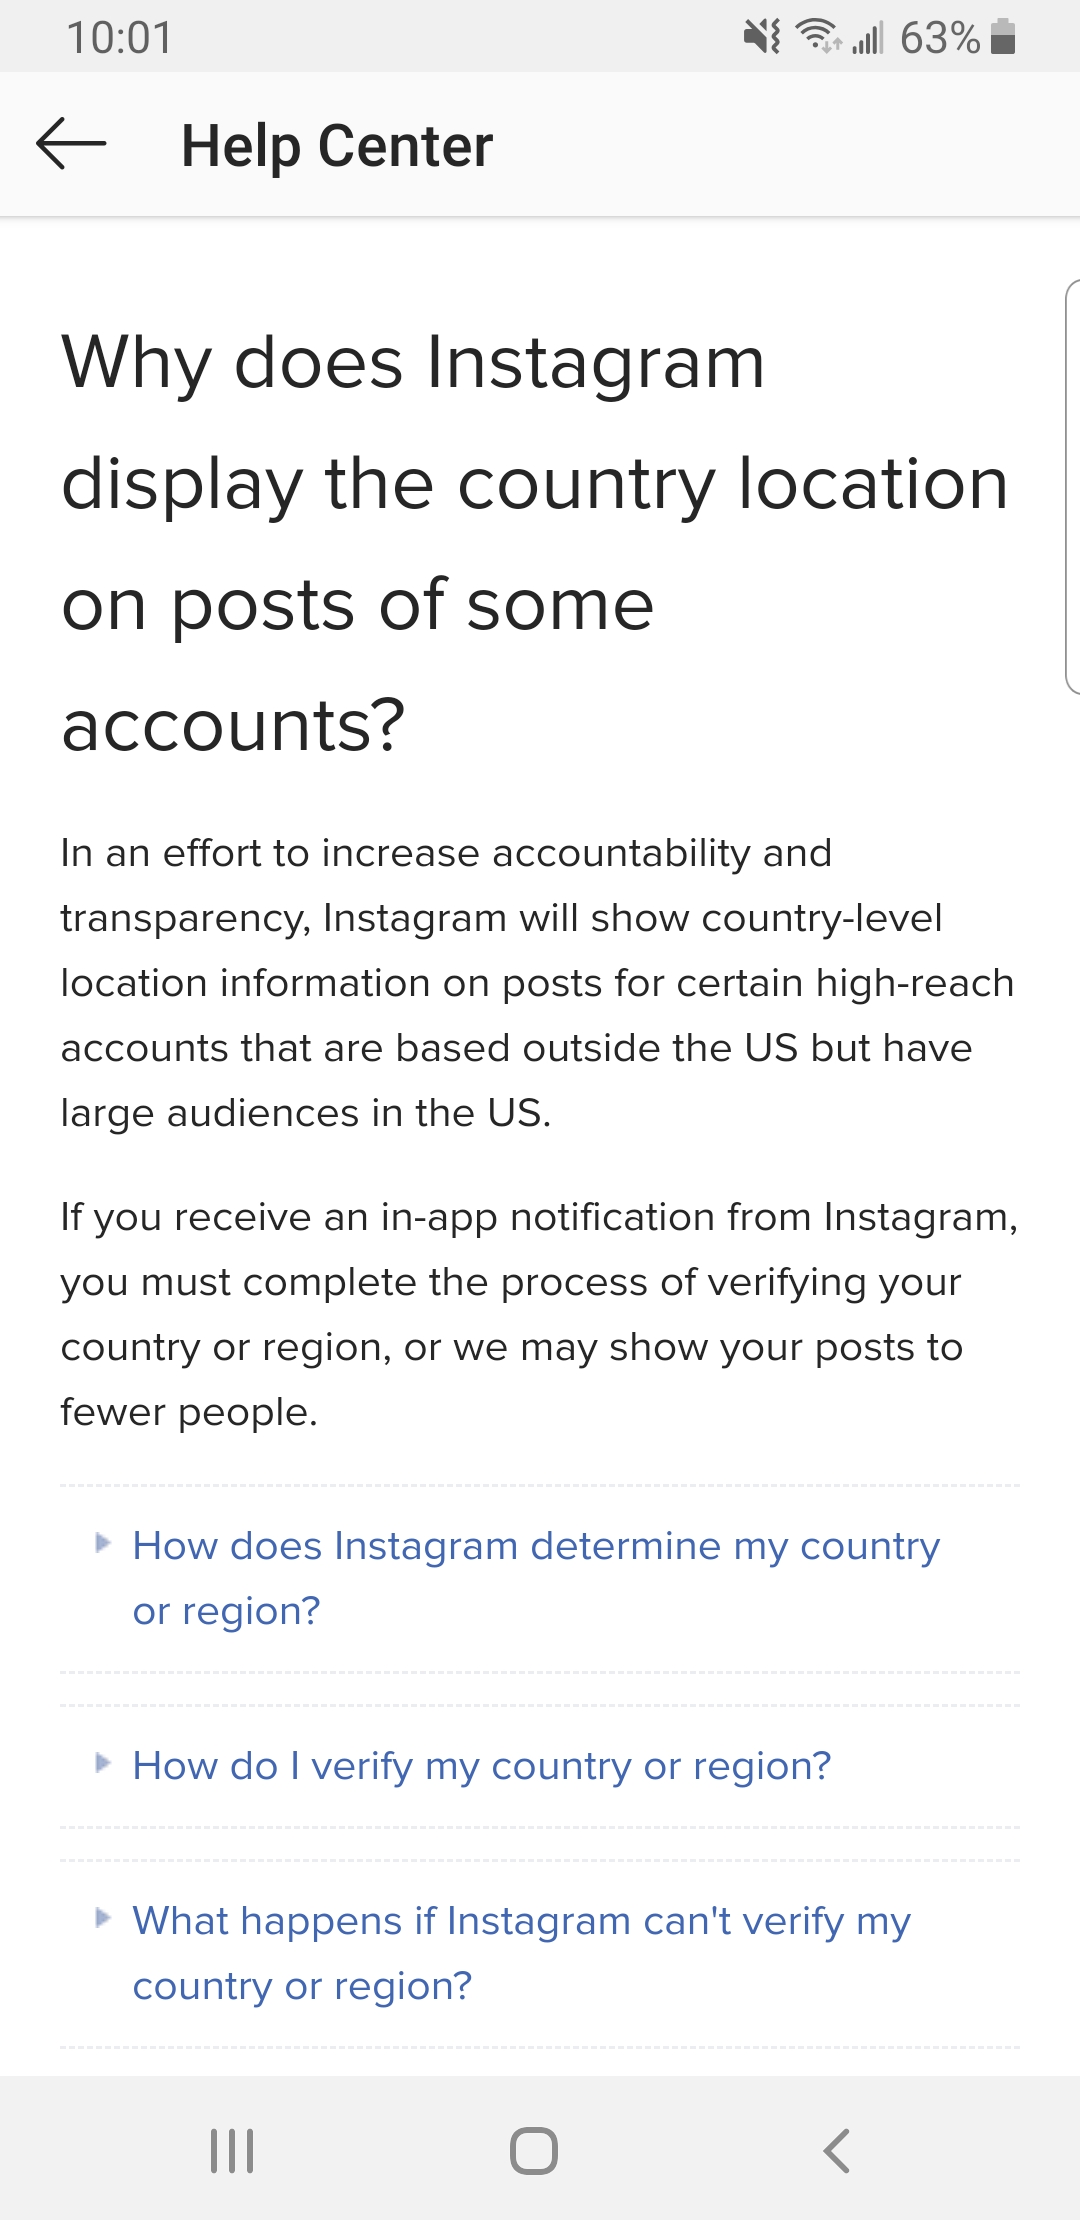 10:01
63%
Help Center
Why does Instagram
display the country location
on posts of some
accounts?
In an effort to increase accountability and
transparency, Instagram will show country-level
location information on posts for certain high-reach
accounts that are based outside the US but have
large audiences in the US.
If you receive an in-app notification from Instagram,
you must complete the process of verifying your
country or region, or we may show your posts to
fewer people.
How does Instagram determine my country
or region?
How do I verify my country or region?
What happens if Instagram can't verify my
country or region?